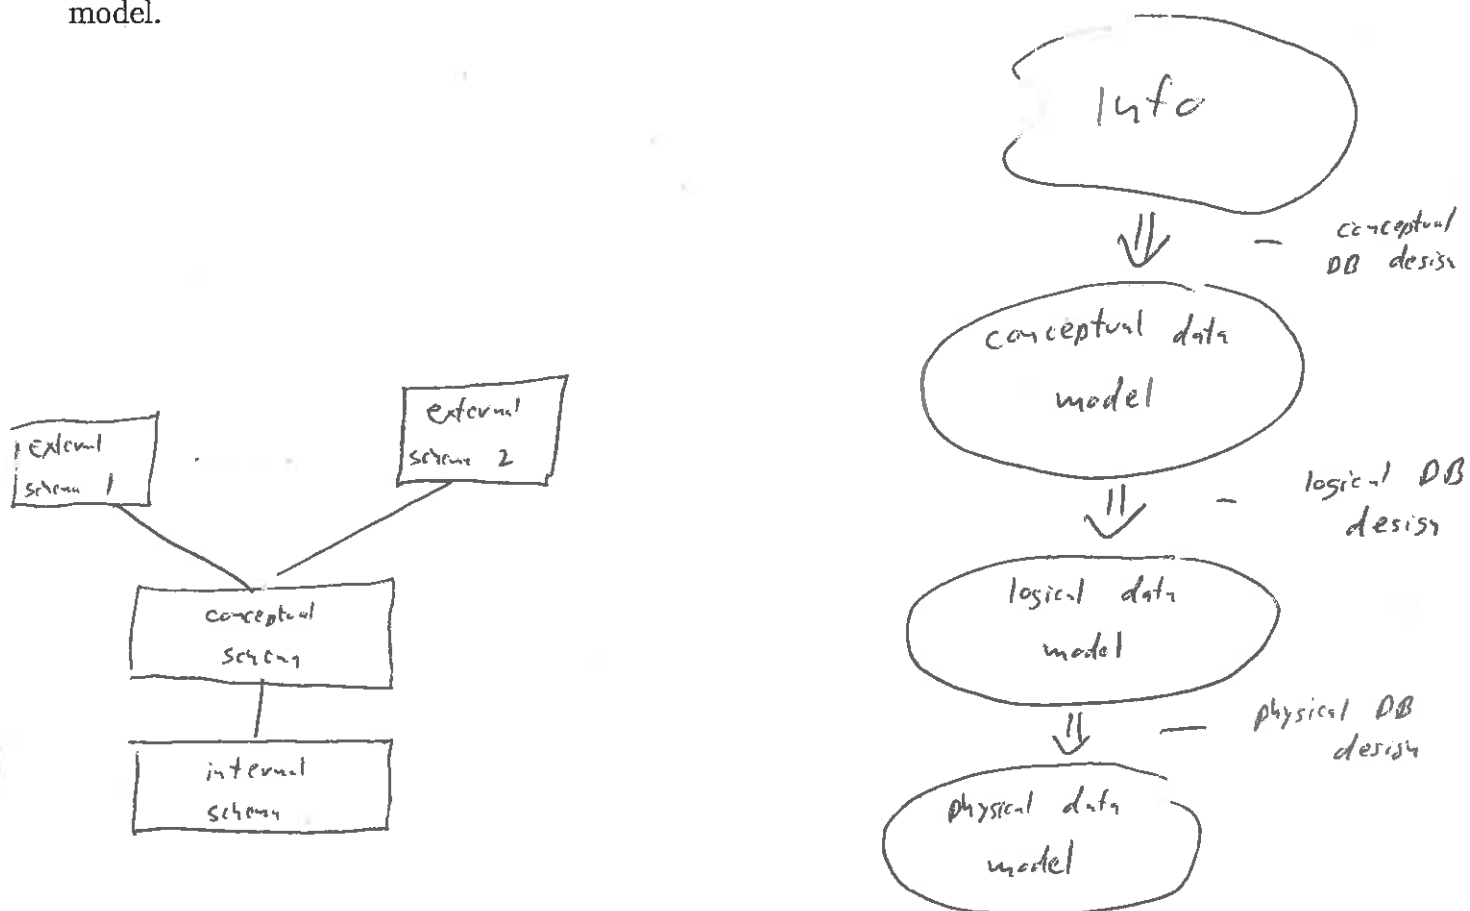 model.
Info
conceptual
DB design
conceptual data
model
logical DB
design
logical data
model
physical DB
design
physical data
model
external
schema 1
external
schema 2
conceptual
schema
internal
schema